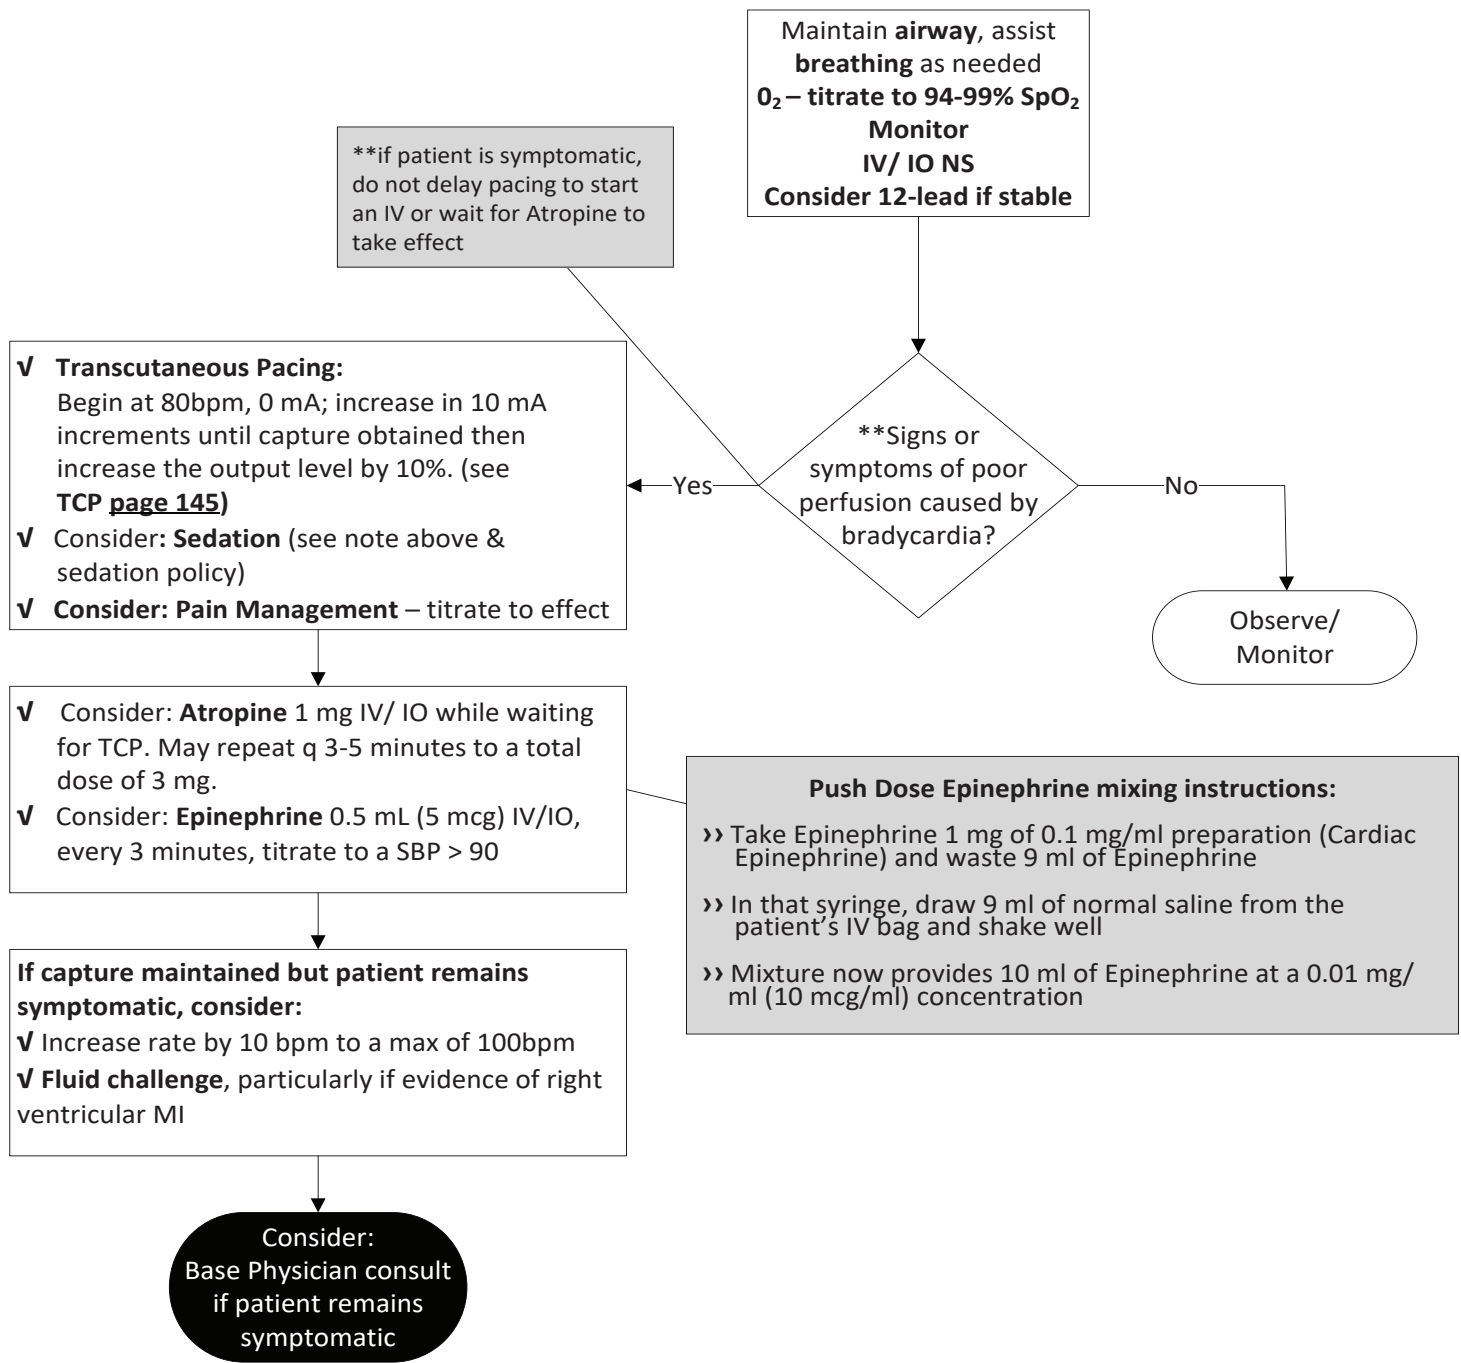 Maintain airway, assist
breathing as needed
0₂ – titrate to 94-99% SpO₂
Monitor
IV/ IO NS
Consider 12-lead if stable
**if patient is symptomatic,
do not delay pacing to start
an IV or wait for Atropine to
take effect
**Signs or
symptoms of poor
perfusion caused by
bradycardia?
Yes
No
Observe/
Monitor
√ Transcutaneous Pacing:
Begin at 80bpm, 0 mA; increase in 10 mA
increments until capture obtained then
increase the output level by 10%. (see
TCP page 145)
√ Consider: Sedation (see note above &
sedation policy)
√ Consider: Pain Management – titrate to effect
√ Consider: Atropine 1 mg IV/ IO while waiting
for TCP. May repeat q 3-5 minutes to a total
dose of 3 mg.
√ Consider: Epinephrine 0.5 mL (5 mcg) IV/IO,
every 3 minutes, titrate to a SBP > 90
Push Dose Epinephrine mixing instructions:
›› Take Epinephrine 1 mg of 0.1 mg/ml preparation (Cardiac
Epinephrine) and waste 9 ml of Epinephrine
›› In that syringe, draw 9 ml of normal saline from the
patient’s IV bag and shake well
›› Mixture now provides 10 ml of Epinephrine at a 0.01 mg/
ml (10 mcg/ml) concentration
If capture maintained but patient remains
symptomatic, consider:
√ Increase rate by 10 bpm to a max of 100bpm
√ Fluid challenge, particularly if evidence of right
ventricular MI
Consider:
Base Physician consult
if patient remains
symptomatic